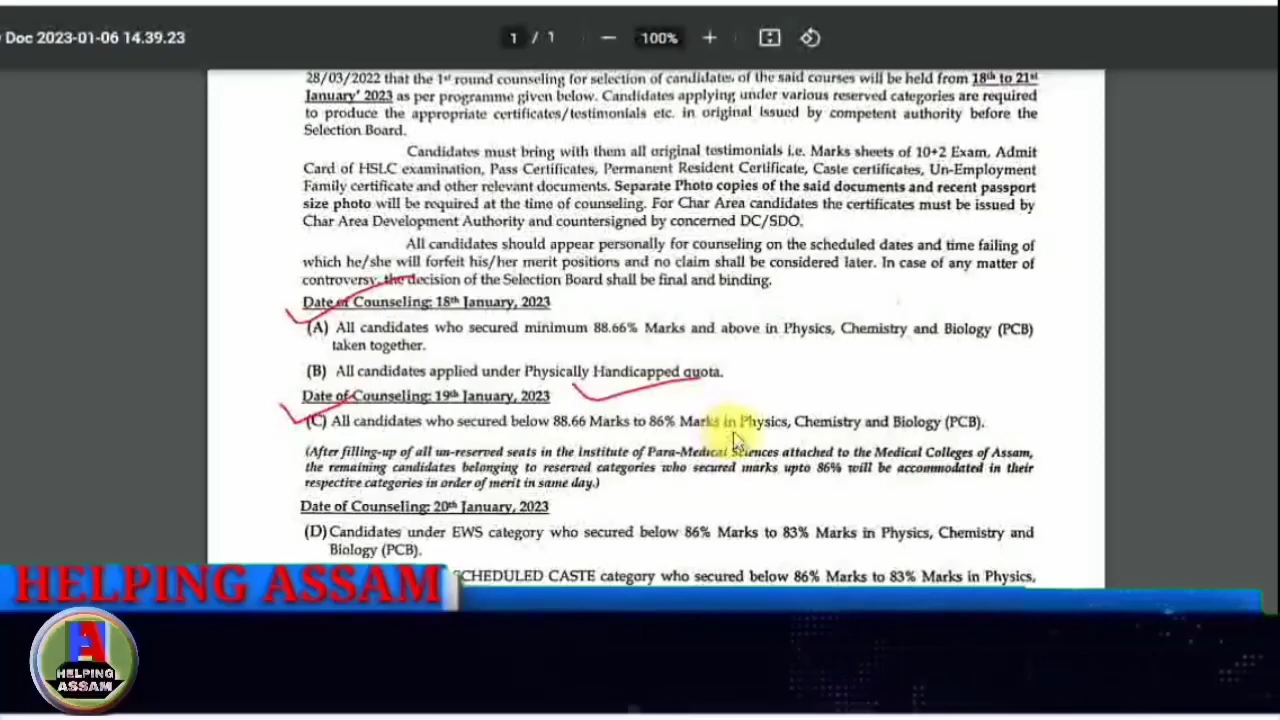 Doc 2023-01-06 14.39.23
1 / 1
100%
28/03/2022 that the 1st round counseling for selection of candidates of the said courses will be held from 18th to 21st
January' 2023 as per programme given below. Candidates applying under various reserved categories are required
to produce the appropriate certificates/testimonials etc. in original issued by competent authority before the
Selection Board.
Candidates must bring with them all original testimonials i.e. Marks sheets of 10+2 Exam, Admit
Card of HSLC examination, Pass Certificates, Permanent Resident Certificate, Caste certificates, Un-Employment
Family certificate and other relevant documents. Separate Photo copies of the said documents and recent passport
size photo will be required at the time of counseling. For Char Area candidates the certificates must be issued by
Char Area Development Authority and countersigned by concerned DC/SDO.
All candidates should appear personally for counseling on the scheduled dates and time failing of
which he/she will forfeit his/her merit positions and no claim shall be considered later. In case of any matter of
controversy, the decision of the Selection Board shall be final and binding.
Date of Counseling: 18th January, 2023
(A) All candidates who secured minimum 88.66% Marks and above in Physics, Chemistry and Biology (PCB)
taken together.
(B) All candidates applied under Physically Handicapped quota.
Date of Counseling: 19th January, 2023
(C) All candidates who secured below 88.66 Marks to 86% Marks in Physics, Chemistry and Biology (PCB).
(After filling-up of all un-reserved seats in the Institute of Para-Medical Sciences attached to the Medical Colleges of Assam,
the remaining candidates belonging to reserved categories who secured marks upto 86% will be accommodated in their
respective categories in order of merit in same day.)
Date of Counseling: 20th January, 2023
(D) Candidates under EWS category who secured below 86% Marks to 83% Marks in Physics, Chemistry and
Biology (PCB).
CHEDULED CASTE category who secured below 86% Marks to 83% Marks in Physics,
HELPING ASSAM
HA
HELPING
ASSAM